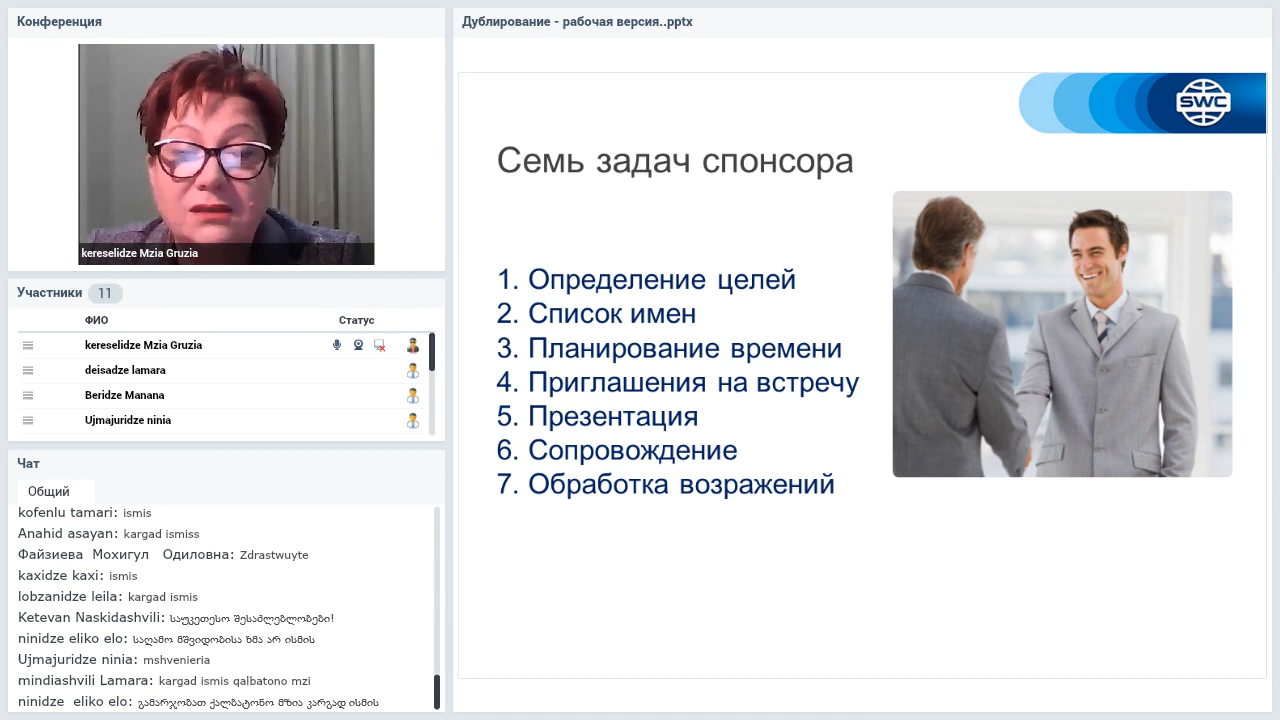 Конференция
kereselidze Mzia Gruzia
Участники 11
ФИО Статус
kereselidze Mzia Gruzia
deisadze lamara
Beridze Manana
Ujmajuridze ninia
Чат
Общий
kofenlu tamari: ismis
Anahid asayan: kargad ismiss
Файзиева Мохигул Одиловна: Zdrastwuyte
kaxidze kaxi: ismis
lobzanidze leila: kargad ismis
Ketevan Naskidashvili: საუკეთესო შესაძლებლობები!
ninidze eliko elo: საღამო მშვიდობისა ხმა არ ისმის
Ujmajuridze ninia: mshvenieria
mindiashvili Lamara: kargad ismis qalbatono mzi
ninidze eliko elo: გამარჯობათ ქალბატონო მზია კარგად ისმის
Дублирование - рабочая версия..pptx
SWC
Семь задач спонсора
1. Определение целей
2. Список имен
3. Планирование времени
4. Приглашения на встречу
5. Презентация
6. Сопровождение
7. Обработка возражений